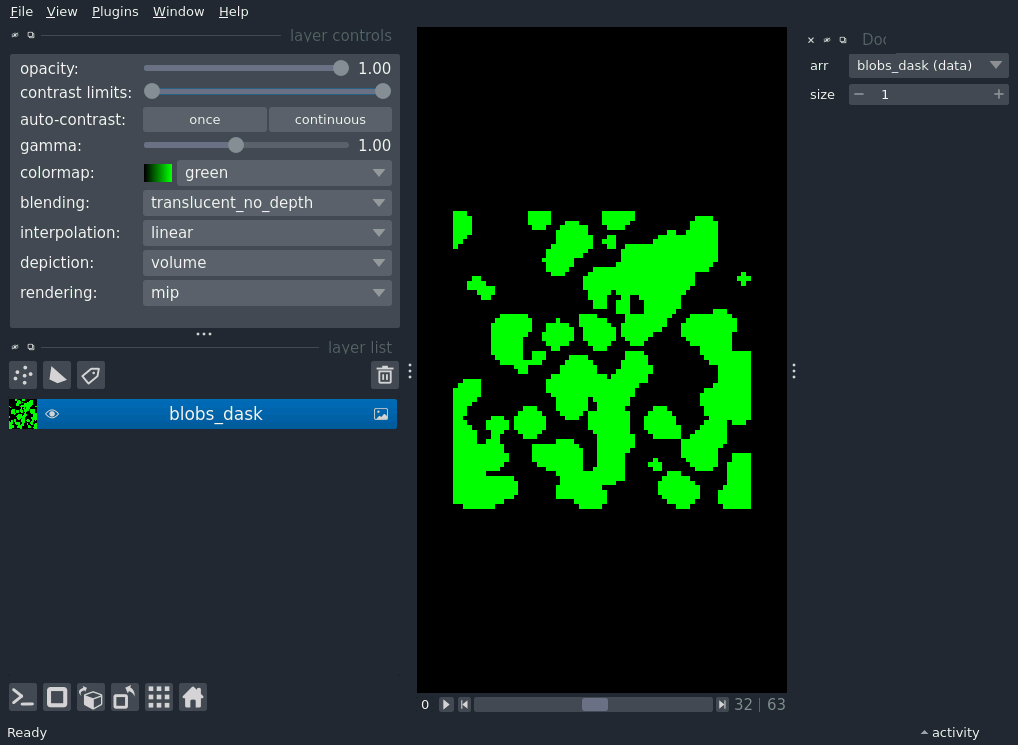 File View Plugins Window Help
layer controls
opacity: 1.00
contrast limits:
auto-contrast: once continuous
gamma: 1.00
colormap: green
blending: translucent_no_depth
interpolation: linear
depiction: volume
rendering: mip
layer list
blobs_dask
0 32 | 63
Doc
arr blobs_dask (data)
size 1
Ready
activity